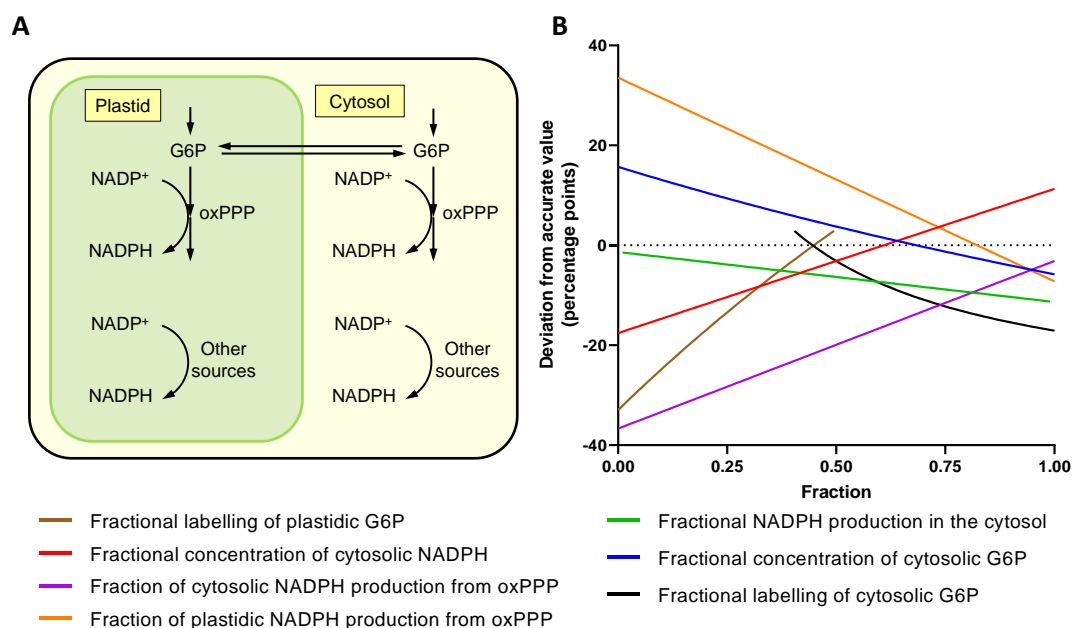 A
Plastid
Cytosol
G6P
G6P
NADP+
oxPPP
NADPH
NADP+
oxPPP
NADPH
NADP+
Other
sources
NADPH
NADP+
Other
sources
NADPH
B
Deviation from accurate value
(percentage points)
40
20
0
-20
-40
0.00
0.25
0.50
0.75
1.00
Fraction
Fractional labelling of plastidic G6P
Fractional concentration of cytosolic NADPH
Fraction of cytosolic NADPH production from oxPPP
Fraction of plastidic NADPH production from oxPPP
Fractional NADPH production in the cytosol
Fractional concentration of cytosolic G6P
Fractional labelling of cytosolic G6P